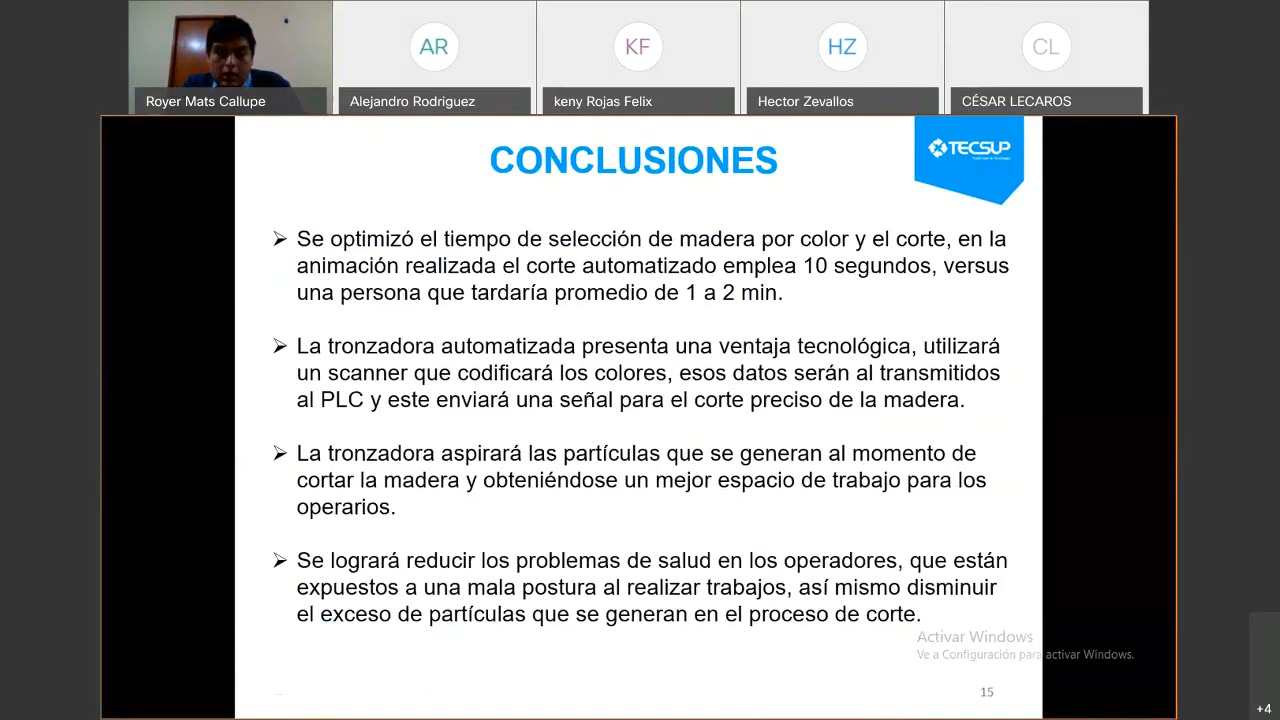 AR
KF
HZ
CL
Royer Mats Callupe
Alejandro Rodriguez
keny Rojas Felix
Hector Zevallos
CÉSAR LECAROS
CONCLUSIONES
TECSUP
➢ Se optimizó el tiempo de selección de madera por color y el corte, en la
animación realizada el corte automatizado emplea 10 segundos, versus
una persona que tardaría promedio de 1 a 2 min.
➢ La tronzadora automatizada presenta una ventaja tecnológica, utilizará
un scanner que codificará los colores, esos datos serán al transmitidos
al PLC y este enviará una señal para el corte preciso de la madera.
➢ La tronzadora aspirará las partículas que se generan al momento de
cortar la madera y obteniéndose un mejor espacio de trabajo para los
operarios.
➢ Se logrará reducir los problemas de salud en los operadores, que están
expuestos a una mala postura al realizar trabajos, así mismo disminuir
el exceso de partículas que se generan en el proceso de corte.
Activar Windows
Ve a Configuración para activar Windows.
15
+4